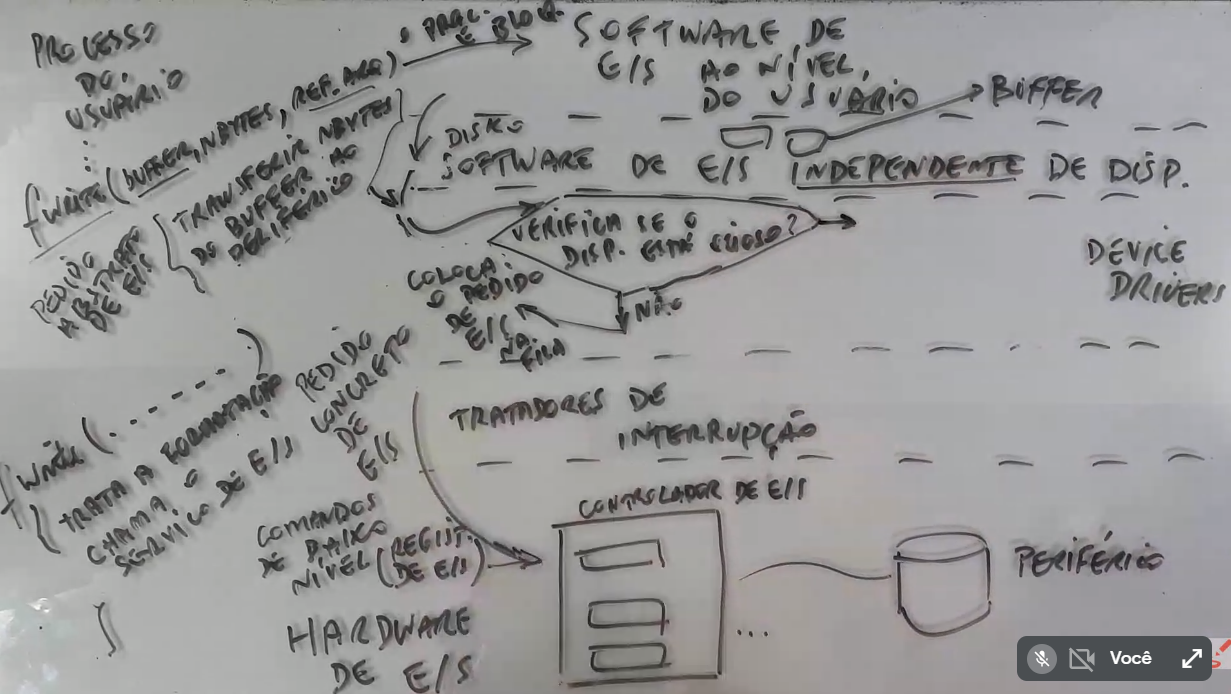 PROCESSO
DO
USUÁRIO
fWRITE(BUFFER, NBYTES, REF. ARQ)
O PROC.
É BLOQ.
PEDIDO
ABSTRATO
DE E/S
TRANSFERIR NBYTES
DO BUFFER AO
PERIFÉRICO
SOFTWARE DE
E/S AO NÍVEL
DO USUÁRIO
BUFFER
DISCO
SOFTWARE DE E/S INDEPENDENTE DE DISP.
VERIFICA SE O
DISP. ESTÁ OCIOSO?
NÃO
COLOCA
O PEDIDO
DE
E/S
NA
FILA
DEVICE
DRIVERS
TRATADORES DE
INTERRUPÇÃO
fWRITE(.......)
{
TRATA A FORMATAÇÃO
CHAMA O
SERVIÇO DE E/S
}
PEDIDO
CONCRETO
DE
E/S
COMANDOS
DE BAIXO
NÍVEL (REGIST.
DE E/S)
HARDWARE
DE E/S
CONTROLADOR DE E/S
...
PERIFÉRICO
Você